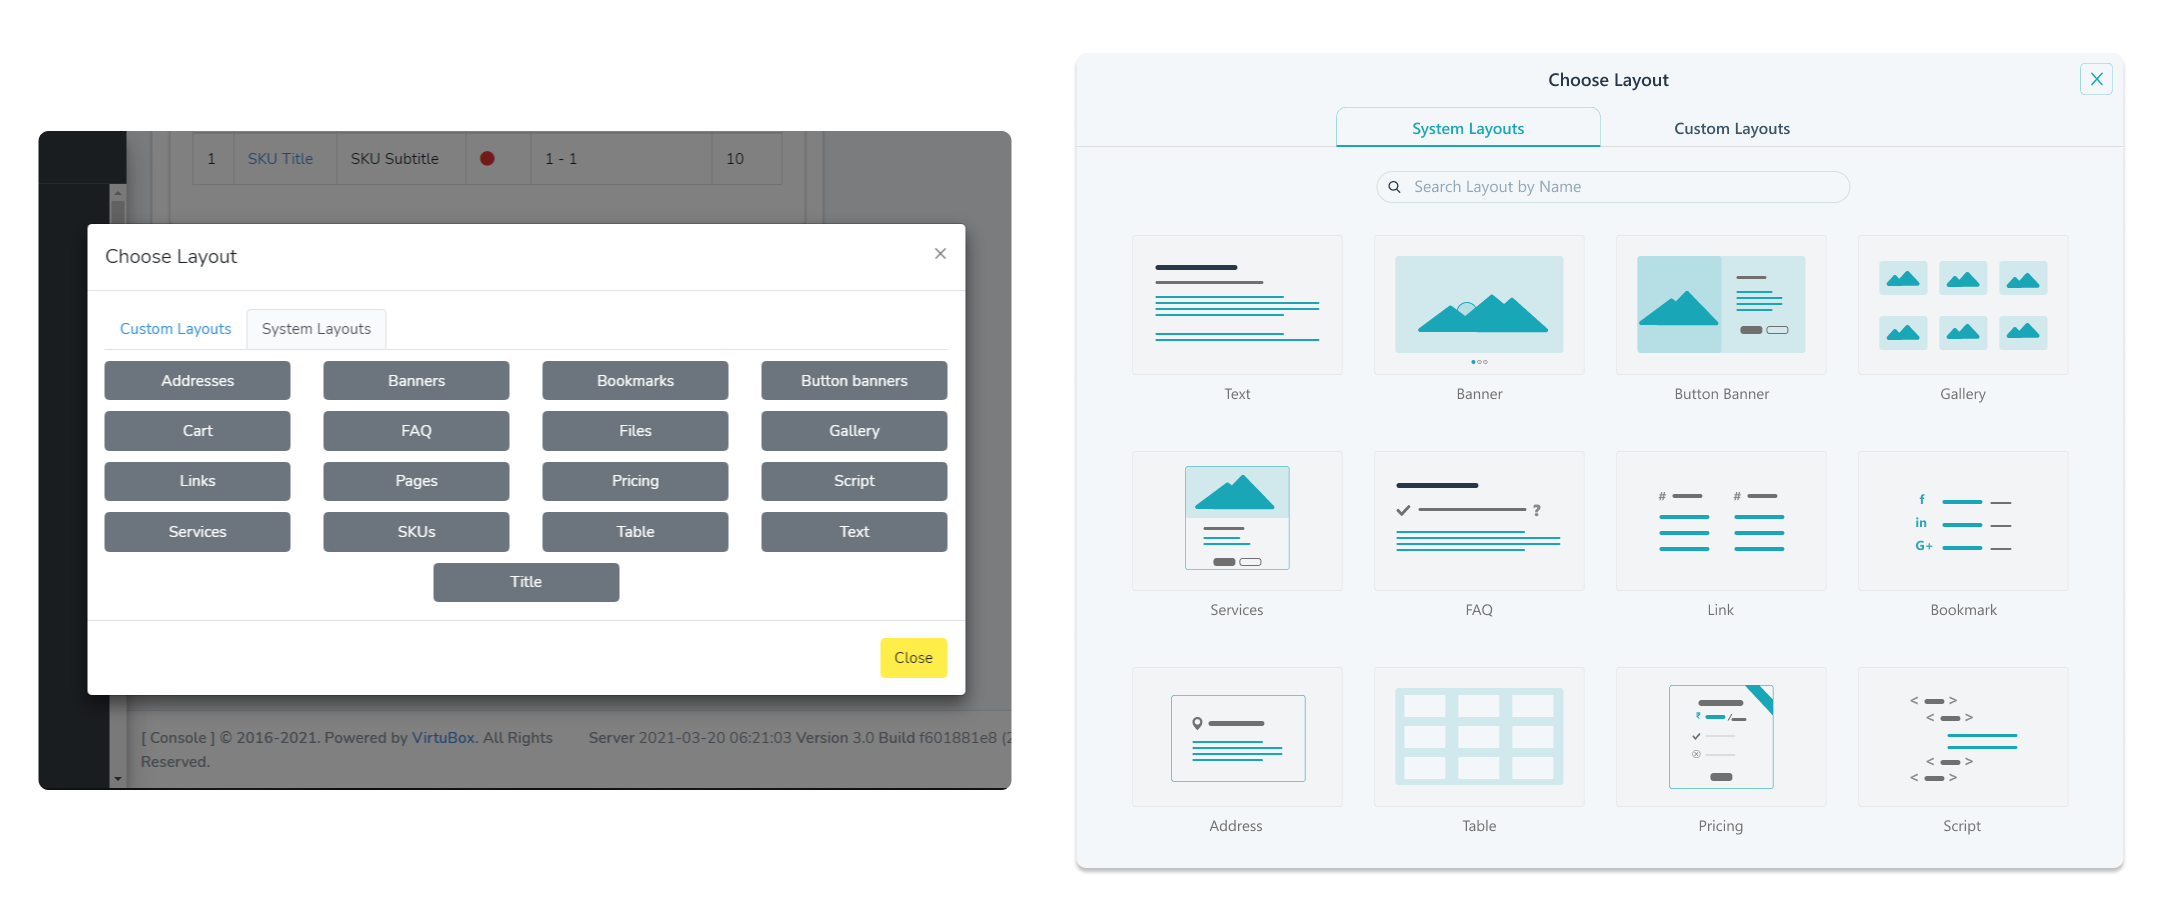 1 SKU Title SKU Subtitle 1 - 1 10
Choose Layout
×
Custom Layouts System Layouts
Addresses Banners Bookmarks Button banners
Cart FAQ Files Gallery
Links Pages Pricing Script
Services SKUs Table Text
Title
Close
[ Console ] © 2016-2021. Powered by VirtuBox. All Rights
Reserved.
Server 2021-03-20 06:21:03 Version 3.0 Build f601881e8 (2
Choose Layout
System Layouts Custom Layouts
Search Layout by Name
Text Banner Button Banner Gallery
?
# #
f
in
G+
Services FAQ Link Bookmark
₹ /
< >
< >
< >
< >
Address Table Pricing Script